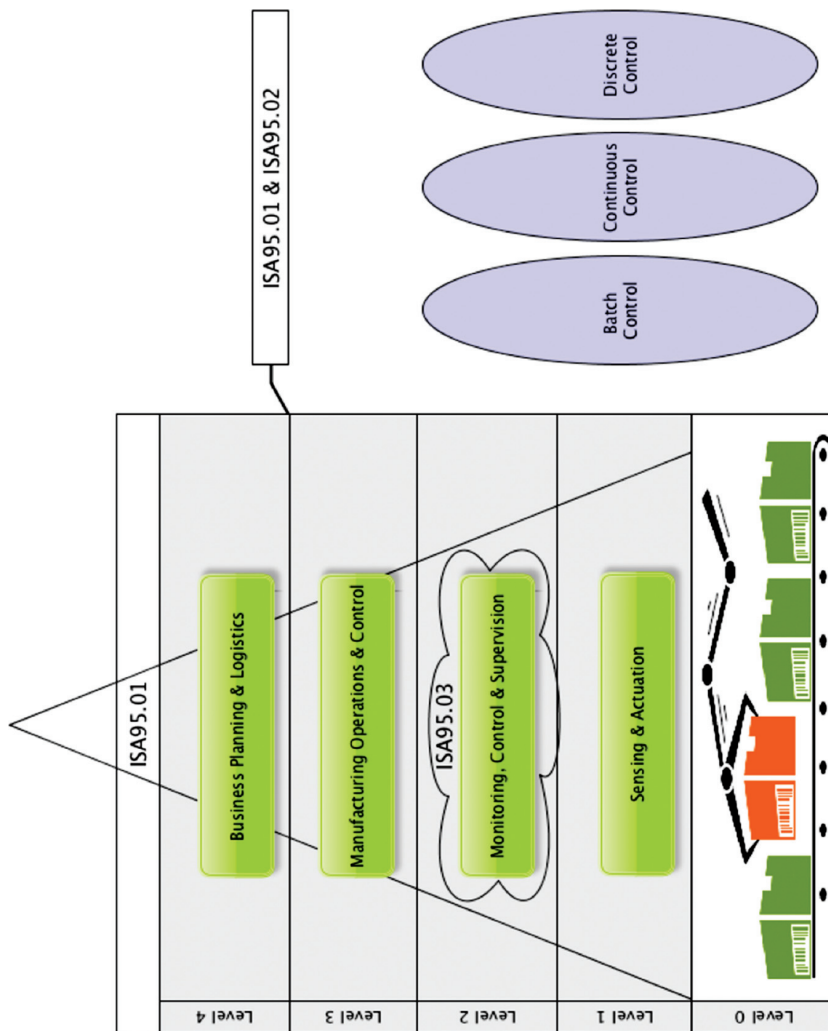 ISA95.01
Level 4
Business Planning & Logistics
ISA95.01 & ISA95.02
Level 3
Manufacturing Operations & Control
Level 2
ISA95.03
Monitoring, Control & Supervision
Level 1
Sensing & Actuation
Level 0
Batch
Control
Continuous
Control
Discrete
Control